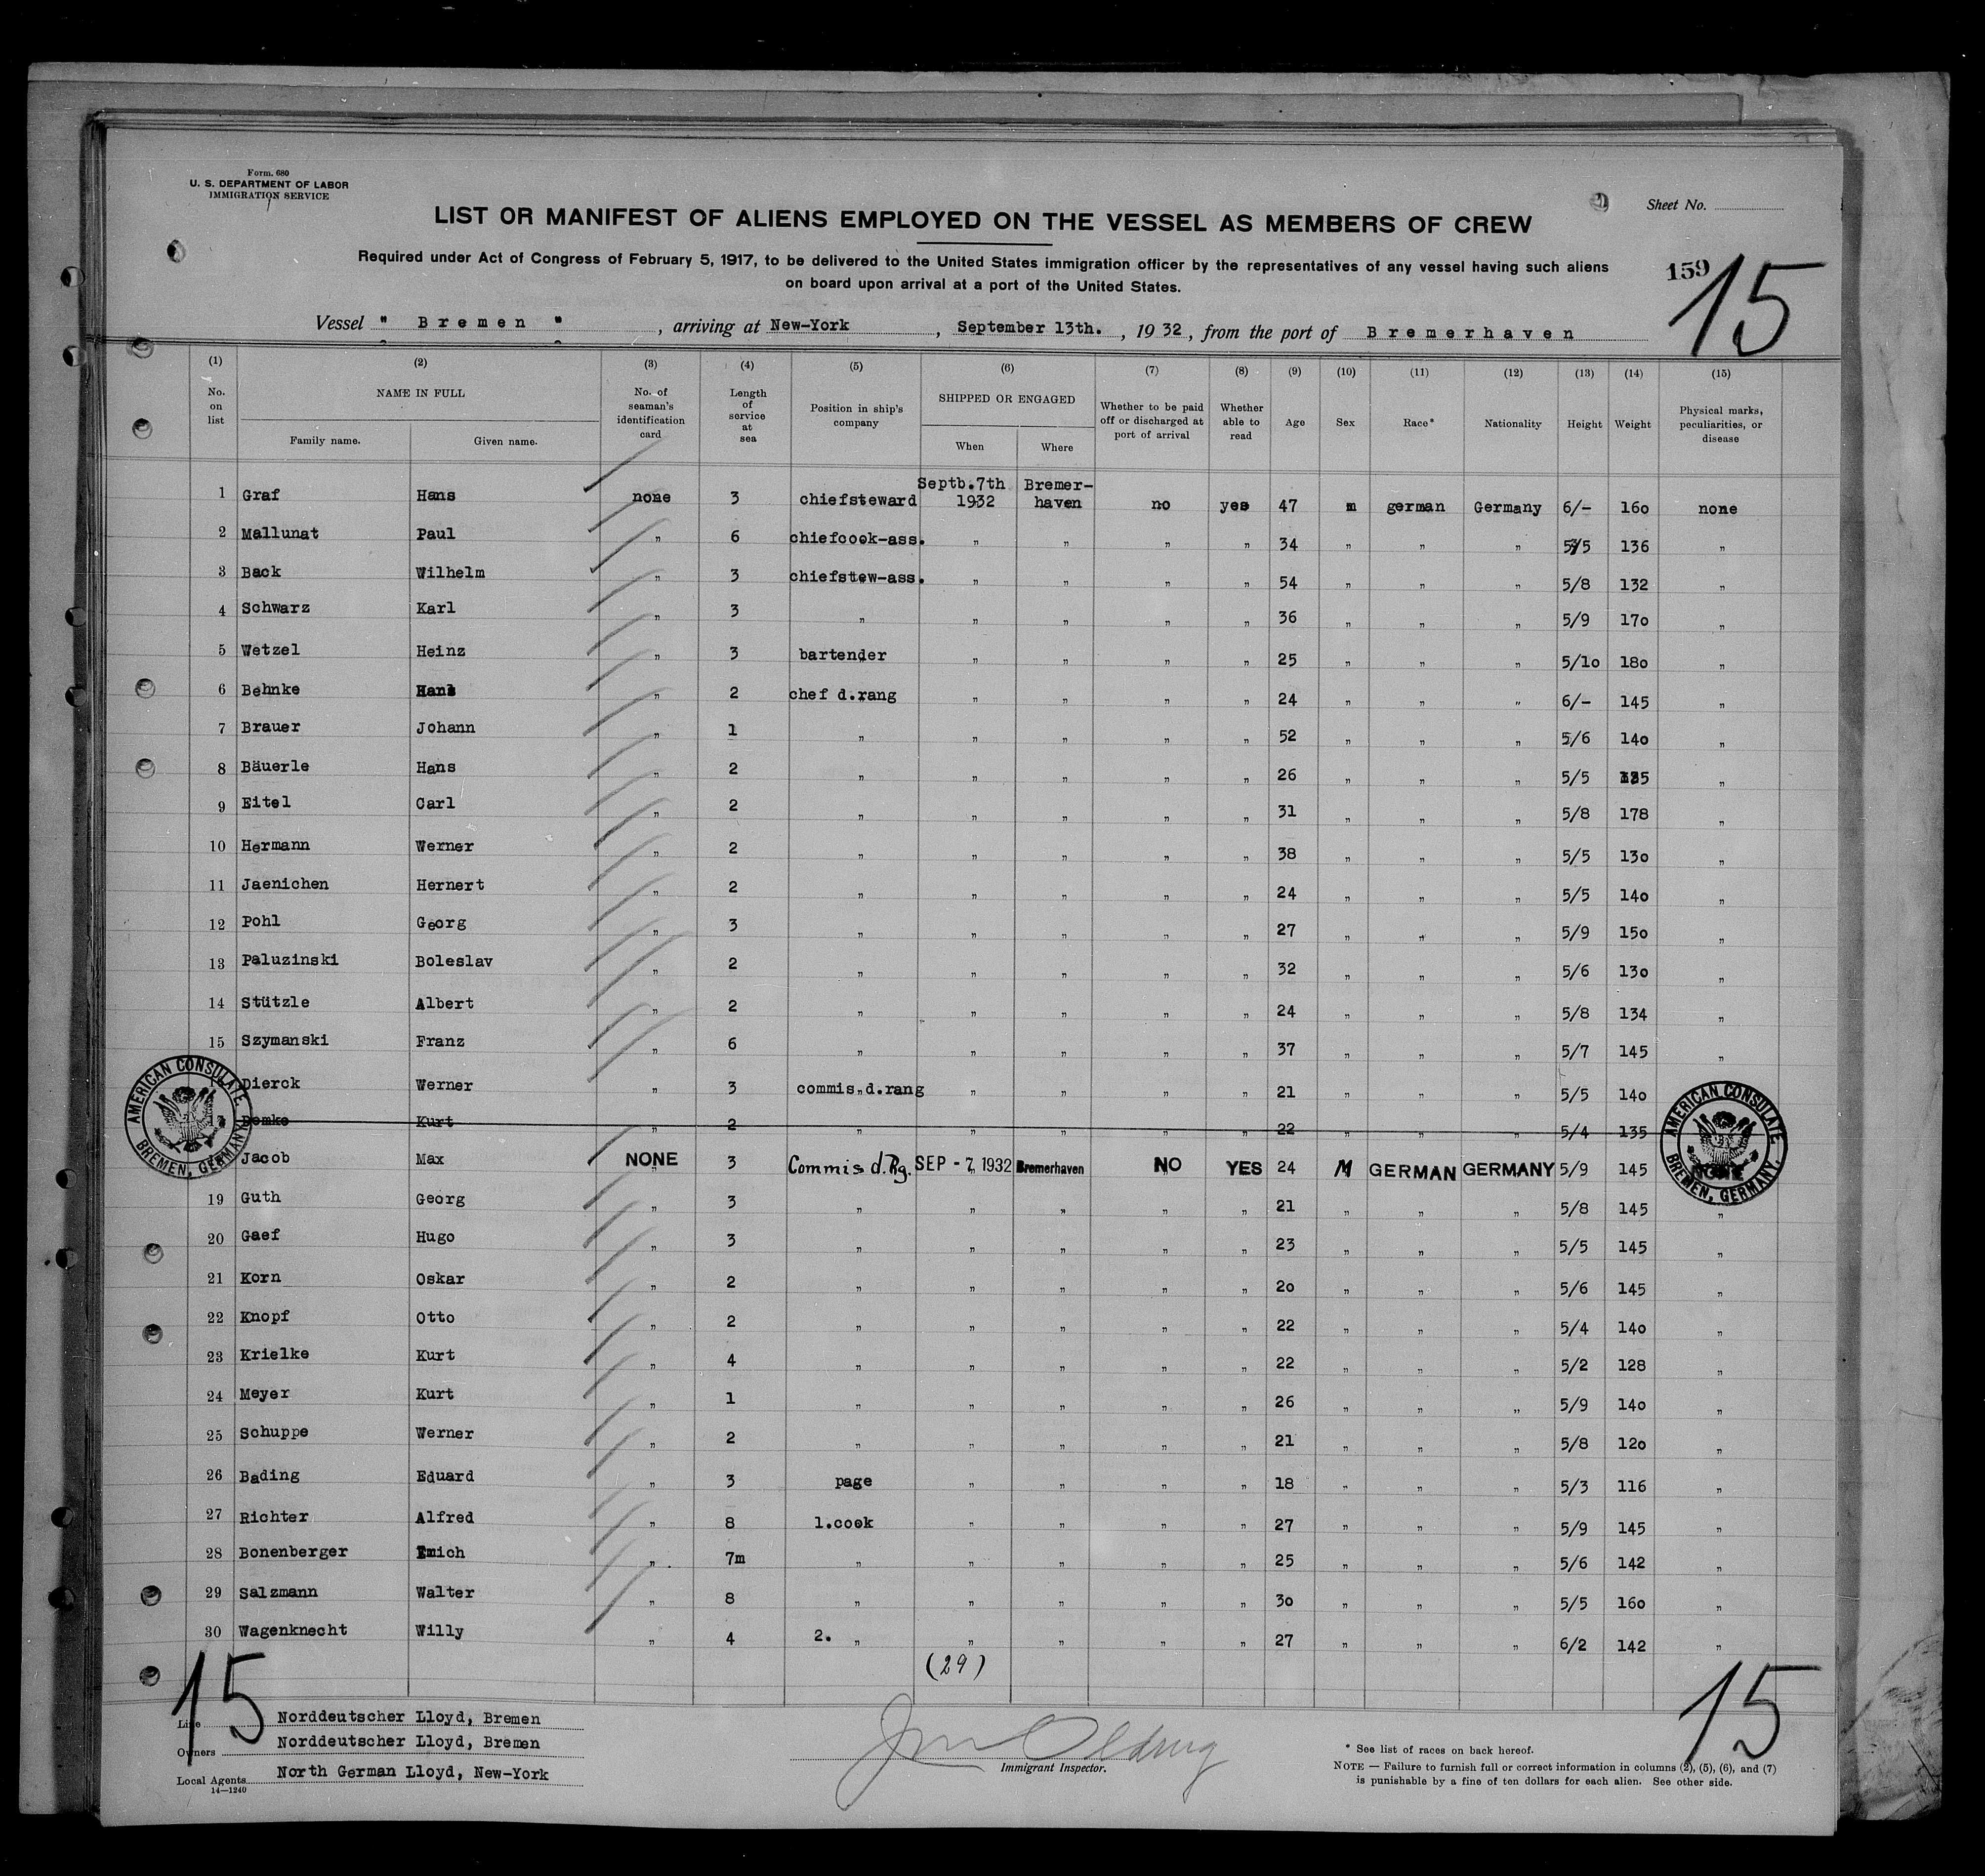 Form. 680
U. S. DEPARTMENT OF LABOR
IMMIGRATION SERVICE
LIST OR MANIFEST OF ALIENS EMPLOYED ON THE VESSEL AS MEMBERS OF CREW
Sheet No.
Required under Act of Congress of February 5, 1917, to be delivered to the United States immigration officer by the representatives of any vessel having such aliens
on board upon arrival at a port of the United States.
159
15
Vessel " Bremen ", arriving at New-York, September 13th., 1932, from the port of Bremerhaven
(1) (2) (3) (4) (5) (6) (7) (8) (9) (10) (11) (12) (13) (14) (15)
No. on list NAME IN FULL Family name. Given name. No. of seaman's identification card Length of service at sea Position in ship's company SHIPPED OR ENGAGED When Where Whether to be paid off or discharged at port of arrival Whether able to read Age Sex Race* Nationality Height Weight Physical marks, peculiarities, or disease
1 Graf Hans none 3 chiefsteward Septb.7th 1932 Bremer-haven no yes 47 m german Germany 6/- 160 none
2 Mallunat Paul " 6 chiefcook-ass. " " " " 34 " " " 5/5 136 "
3 Back Wilhelm " 3 chiefstew-ass. " " " " 54 " " " 5/8 132 "
4 Schwarz Karl " 3 " " " " " 36 " " " 5/9 170 "
5 Wetzel Heinz " 3 bartender " " " " 25 " " " 5/10 180 "
6 Behnke Hans " 2 chef d.rang " " " " 24 " " " 6/- 145 "
7 Brauer Johann " 1 " " " " " 52 " " " 5/6 140 "
8 Bäuerle Hans " 2 " " " " " 26 " " " 5/5 "
9 Eitel Carl " 2 " " " " " 31 " " " 5/8 178 "
10 Hermann Werner " 2 " " " " " 38 " " " 5/5 130 "
11 Jaenichen Hernert " 2 " " " " " 24 " " " 5/5 140 "
12 Pohl Georg " 3 " " " " " 27 " " " 5/9 150 "
13 Paluzinski Boleslav " 2 " " " " " 32 " " " 5/6 130 "
14 Stützle Albert " 2 " " " " " 24 " " " 5/8 134 "
15 Szymanski Franz " 6 " " " " " 37 " " " 5/7 145 "
Dierck Werner " 3 commis.d.rang " " " " 21 " " " 5/5 140
17 Demke Kurt " 2 " " " " " 22 " " " 5/4 135
Jacob Max NONE 3 Commis d.Rg. SEP - 7 1932 Bremerhaven NO YES 24 M GERMAN GERMANY 5/9 145 NONE
19 Guth Georg " 3 " " " " " 21 " " " 5/8 145 "
20 Gaef Hugo " 3 " " " " " 23 " " " 5/5 145 "
21 Korn Oskar " 2 " " " " " 20 " " " 5/6 145 "
22 Knopf Otto " 2 " " " " " 22 " " " 5/4 140 "
23 Krielke Kurt " 4 " " " " " 22 " " " 5/2 128 "
24 Meyer Kurt " 1 " " " " " 26 " " " 5/9 140 "
25 Schuppe Werner " 2 " " " " " 21 " " " 5/8 120 "
26 Bading Eduard " 3 page " " " " 18 " " " 5/3 116 "
27 Richter Alfred " 8 1.cook " " " " 27 " " " 5/9 145 "
28 Bonenberger " 7m " " " " " 25 " " " 5/6 142 "
29 Salzmann Walter " 8 " " " " " 30 " " " 5/5 160 "
30 Wagenknecht Willy " 4 2. " " " " " 27 " " " 6/2 142 "
AMERICAN CONSULATE BREMEN, GERMANY.
AMERICAN CONSULATE BREMEN, GERMANY.
(29)
15
15
Line Norddeutscher Lloyd, Bremen
Owners Norddeutscher Lloyd, Bremen
Local Agents North German Lloyd, New-York
14—1240
Immigrant Inspector.
* See list of races on back hereof.
NOTE — Failure to furnish full or correct information in columns (2), (5), (6), and (7)
is punishable by a fine of ten dollars for each alien. See other side.